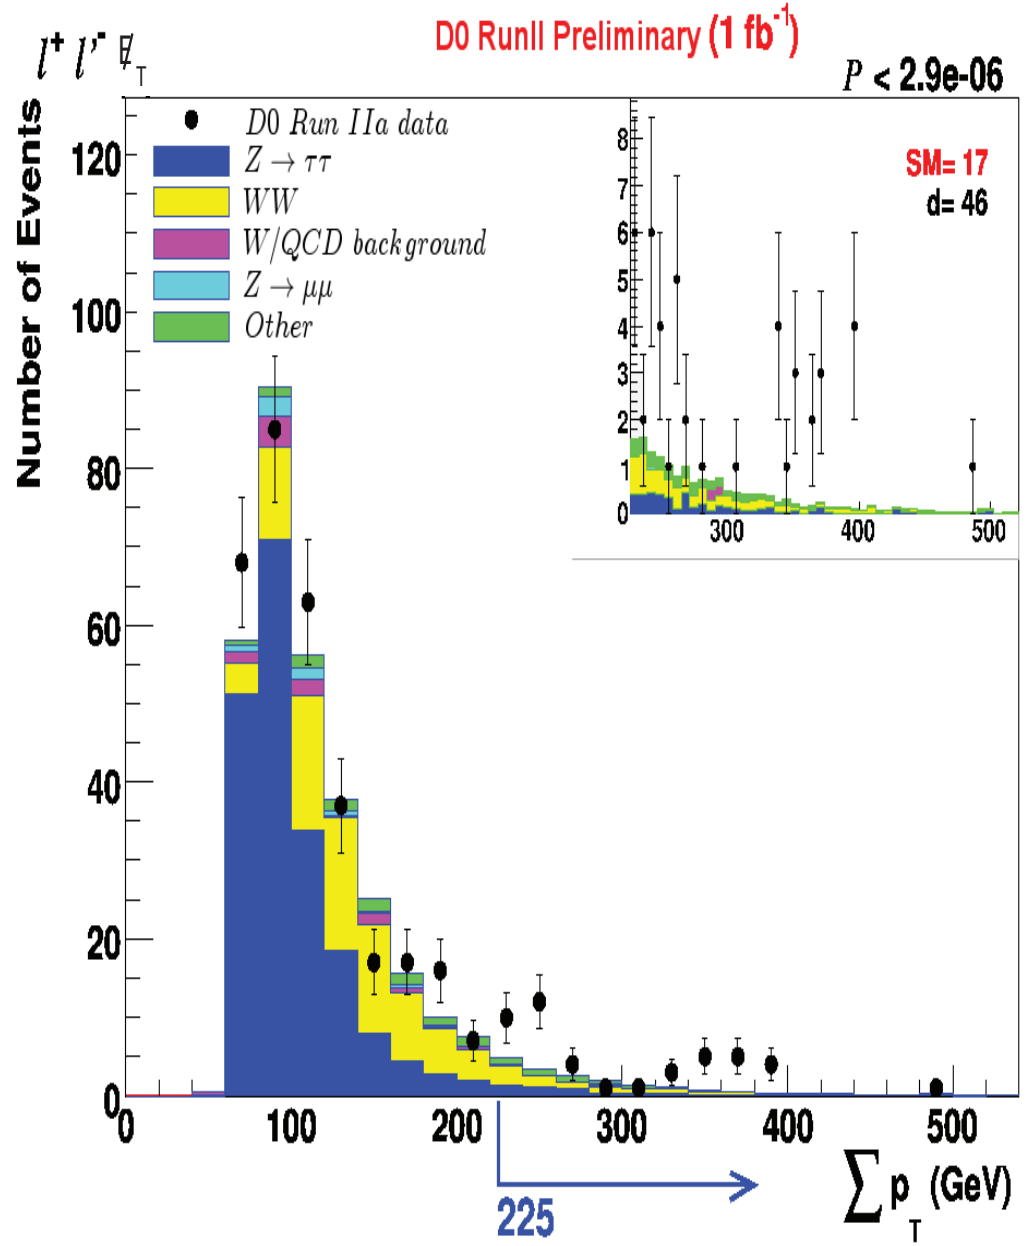 l⁺ l'⁻ E̸_T
D0 RunII Preliminary (1 fb⁻¹)
P < 2.9e-06
Number of Events
120
100
80
60
40
20
0
D0 Run IIa data
Z → ττ
WW
W/QCD background
Z → μμ
Other
8
7
6
5
4
3
2
1
0
SM= 17
d= 46
300 400 500
0 100 200 300 400 500
225
∑ p_T (GeV)